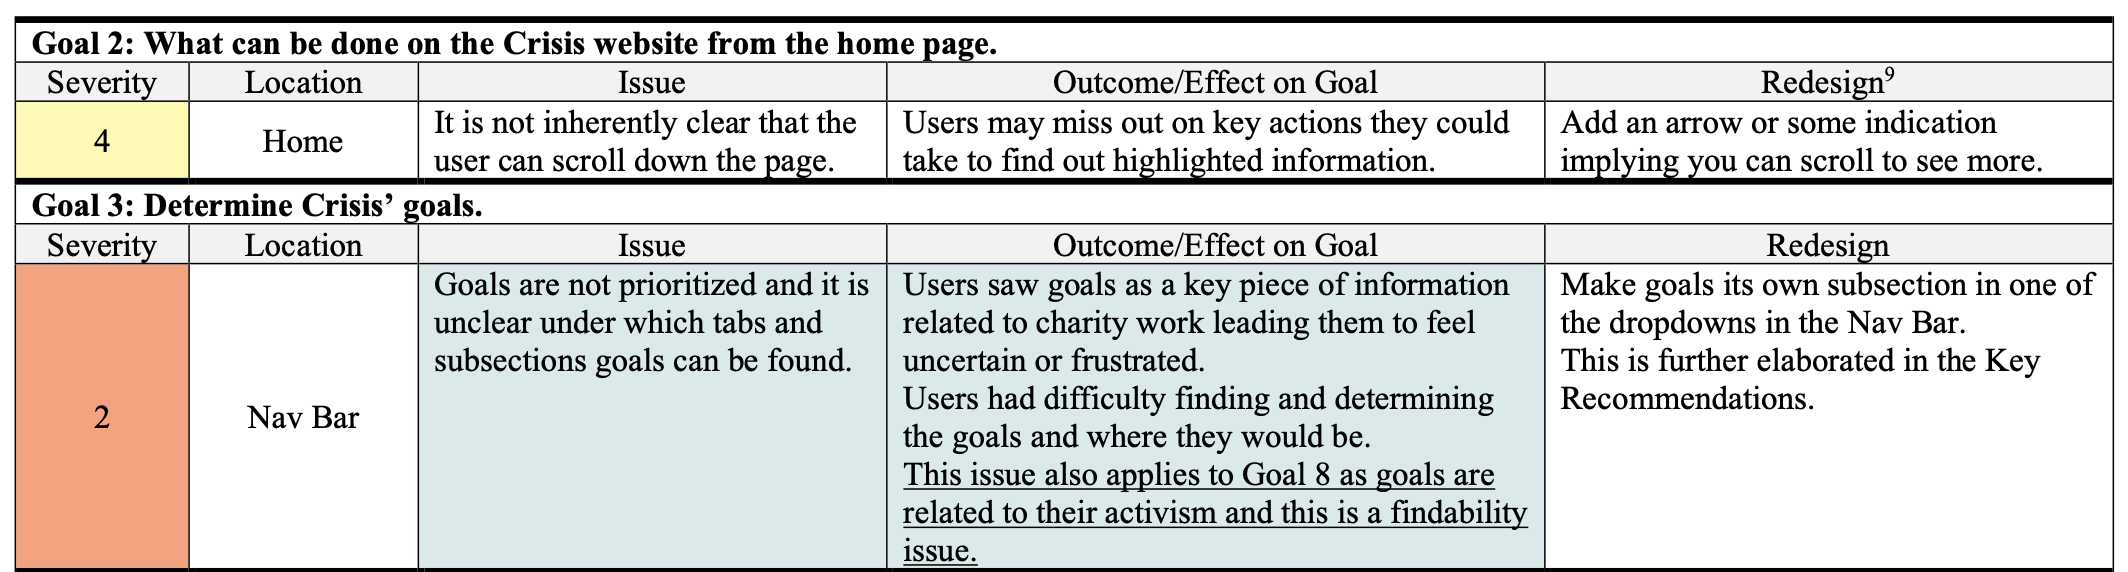 Goal 2: What can be done on the Crisis website from the home page.
Severity Location Issue Outcome/Effect on Goal Redesign⁹
4
Home
It is not inherently clear that the
user can scroll down the page.
Users may miss out on key actions they could
take to find out highlighted information.
Add an arrow or some indication
implying you can scroll to see more.
Goal 3: Determine Crisis’ goals.
Severity Location Issue Outcome/Effect on Goal Redesign
2
Nav Bar
Goals are not prioritized and it is
unclear under which tabs and
subsections goals can be found.
Users saw goals as a key piece of information
related to charity work leading them to feel
uncertain or frustrated.
Users had difficulty finding and determining
the goals and where they would be.
This issue also applies to Goal 8 as goals are
related to their activism and this is a findability
issue.
Make goals its own subsection in one of
the dropdowns in the Nav Bar.
This is further elaborated in the Key
Recommendations.